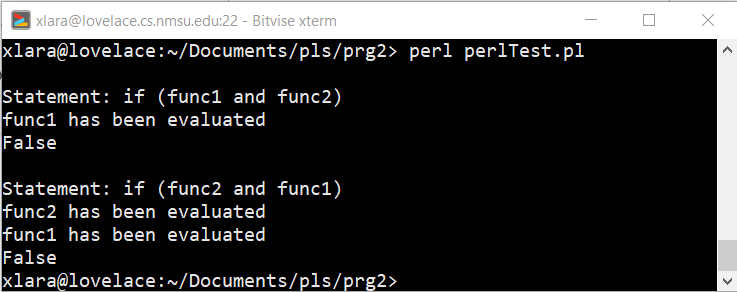 xlara@lovelace.cs.nmsu.edu:22 - Bitvise xterm
xlara@lovelace:~/Documents/pls/prg2> perl perlTest.pl
Statement: if (func1 and func2)
func1 has been evaluated
False
Statement: if (func2 and func1)
func2 has been evaluated
func1 has been evaluated
False
xlara@lovelace:~/Documents/pls/prg2>